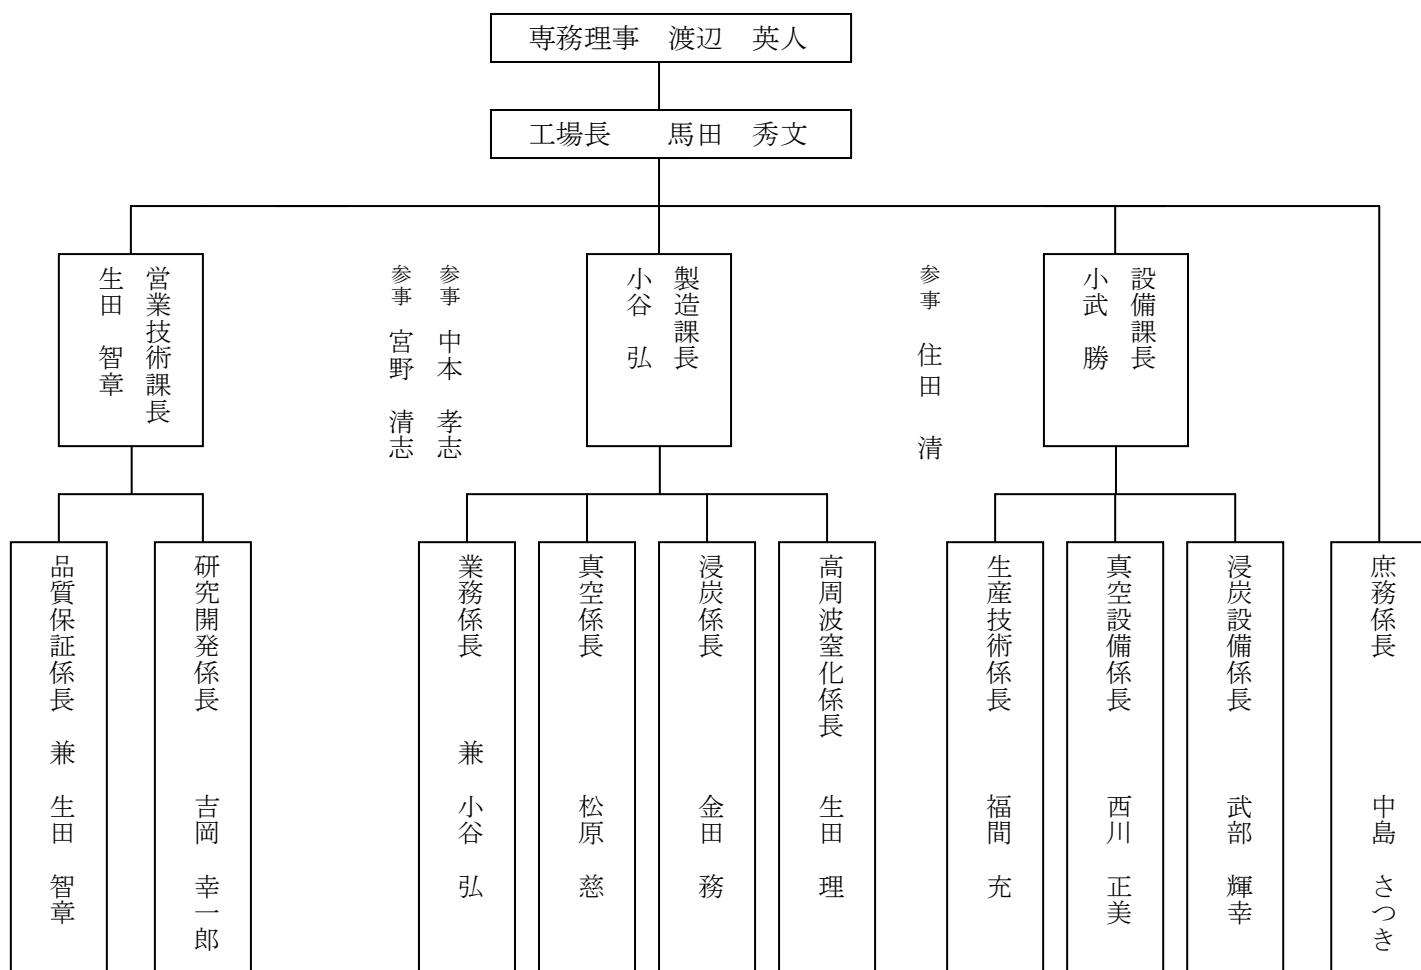 専務理事　渡辺　英人
工場長　　馬田　秀文
営業技術課長
生田　智章
参事　中本　孝志
参事　宮野　清志
製造課長
小谷　弘
参事　住田　清
設備課長
小武　勝
品質保証係長　兼　生田　智章
研究開発係長　　吉岡　幸一郎
業務係長　　兼　小谷　弘
真空係長　　松原　慈
浸炭係長　　金田　務
高周波窒化係長　　生田　理
生産技術係長　　福間　充
真空設備係長　　西川　正美
浸炭設備係長　　武部　輝幸
庶務係長　　中島　さつき